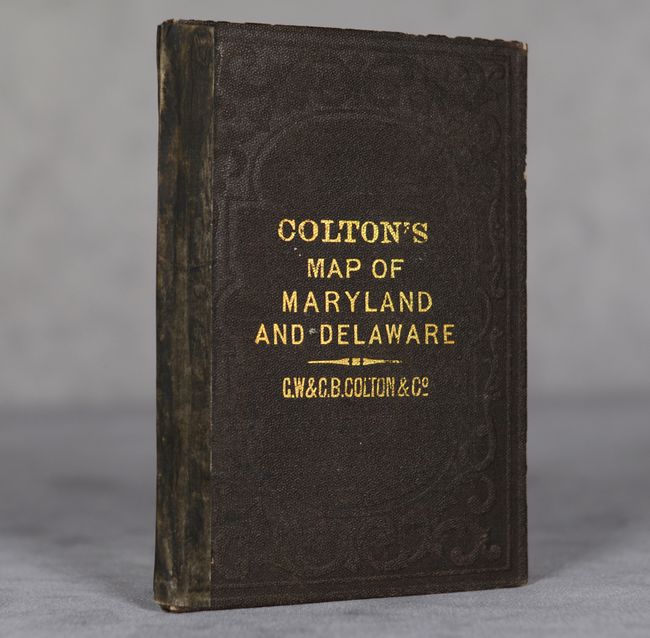 COLTON'S
MAP OF
MARYLAND
AND DELAWARE
G.W. & C.B. COLTON & Cº